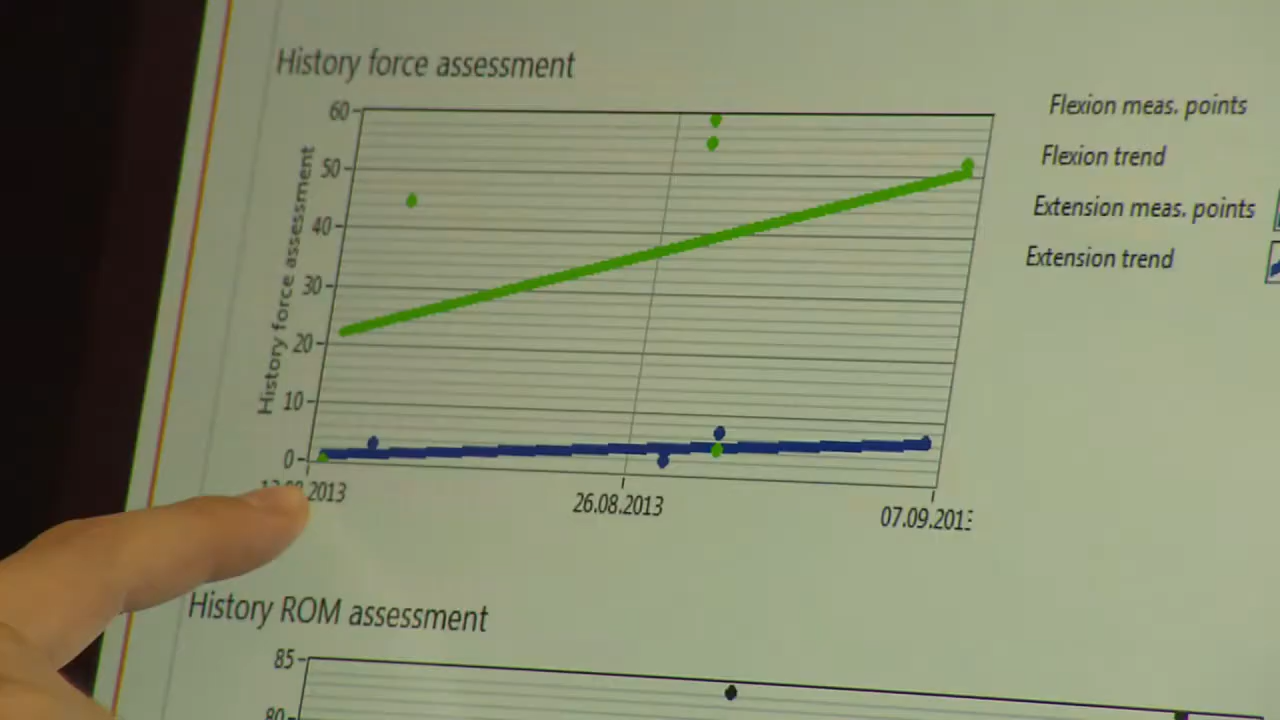 History force assessment
60
50
40
30
20
10
0
History force assessment
2013
26.08.2013
07.09.201
Flexion meas. points
Flexion trend
Extension meas. points
Extension trend
History ROM assessment
85
80